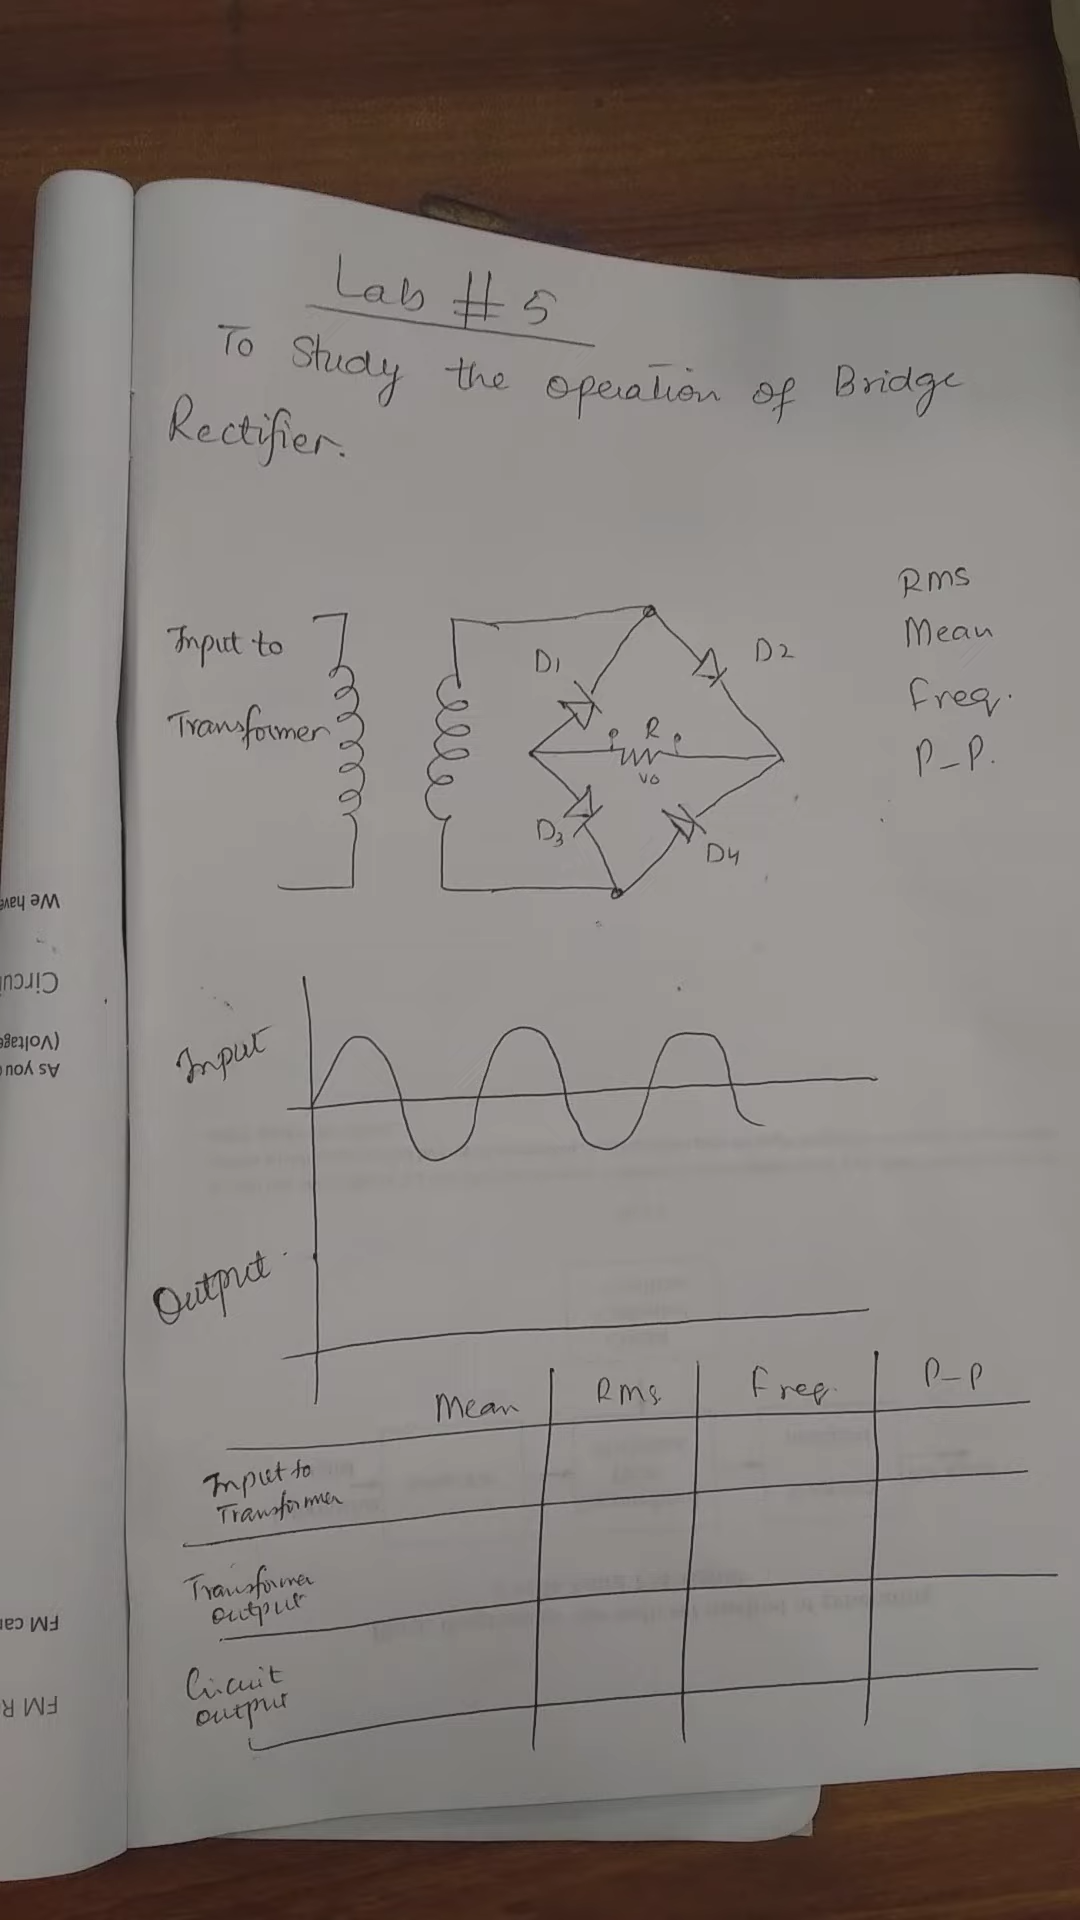 Lab # 5
To Study the operation of Bridge
Rectifier.
Rms
Mean
Freq.
P-P.
Input to
Transformer
D1
D2
R
Vo
D3
D4
Input
Output
Mean
Rms
Freq.
P-P
Input to
Transformer
Transformer
output
Circuit
output
We have
Circui
(Voltage
As you
FM car
FM R